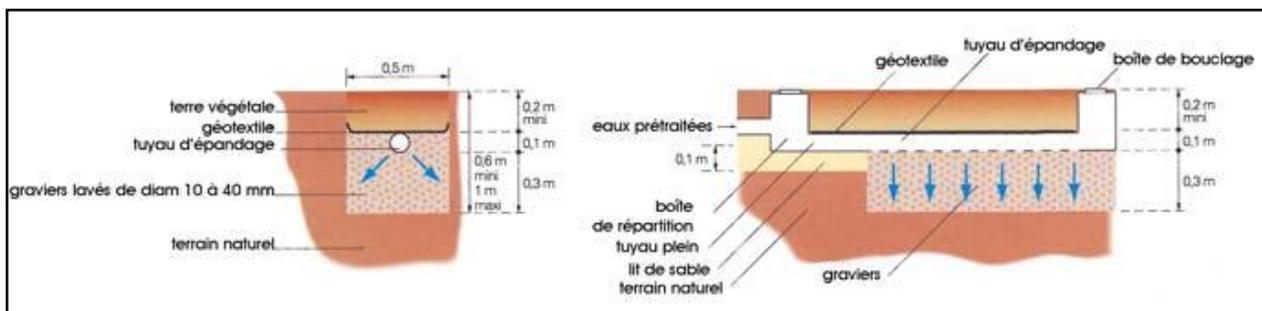 0,5 m
terre végétale
géotextile
tuyau d'épandage
graviers lavés de diam 10 à 40 mm
terrain naturel
0,6 m
mini
1 m
maxi
0,2 m
mini
0,1 m
0,3 m
tuyau d'épandage
géotextile
boîte de bouclage
eaux prétraitées
0,1 m
boîte
de répartition
tuyau plein
lit de sable
terrain naturel
graviers
0,2 m
mini
0,1 m
0,3 m